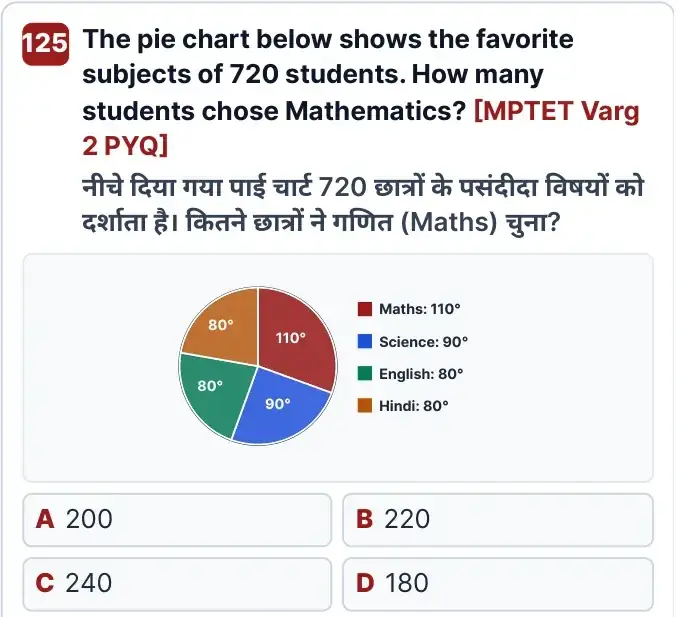 125 The pie chart below shows the favorite
subjects of 720 students. How many
students chose Mathematics? [MPTET Varg
2 PYQ]
नीचे दिया गया पाई चार्ट 720 छात्रों के पसंदीदा विषयों को
दर्शाता है। कितने छात्रों ने गणित (Maths) चुना?
80°
110°
80°
90°
Maths: 110°
Science: 90°
English: 80°
Hindi: 80°
A 200
B 220
C 240
D 180